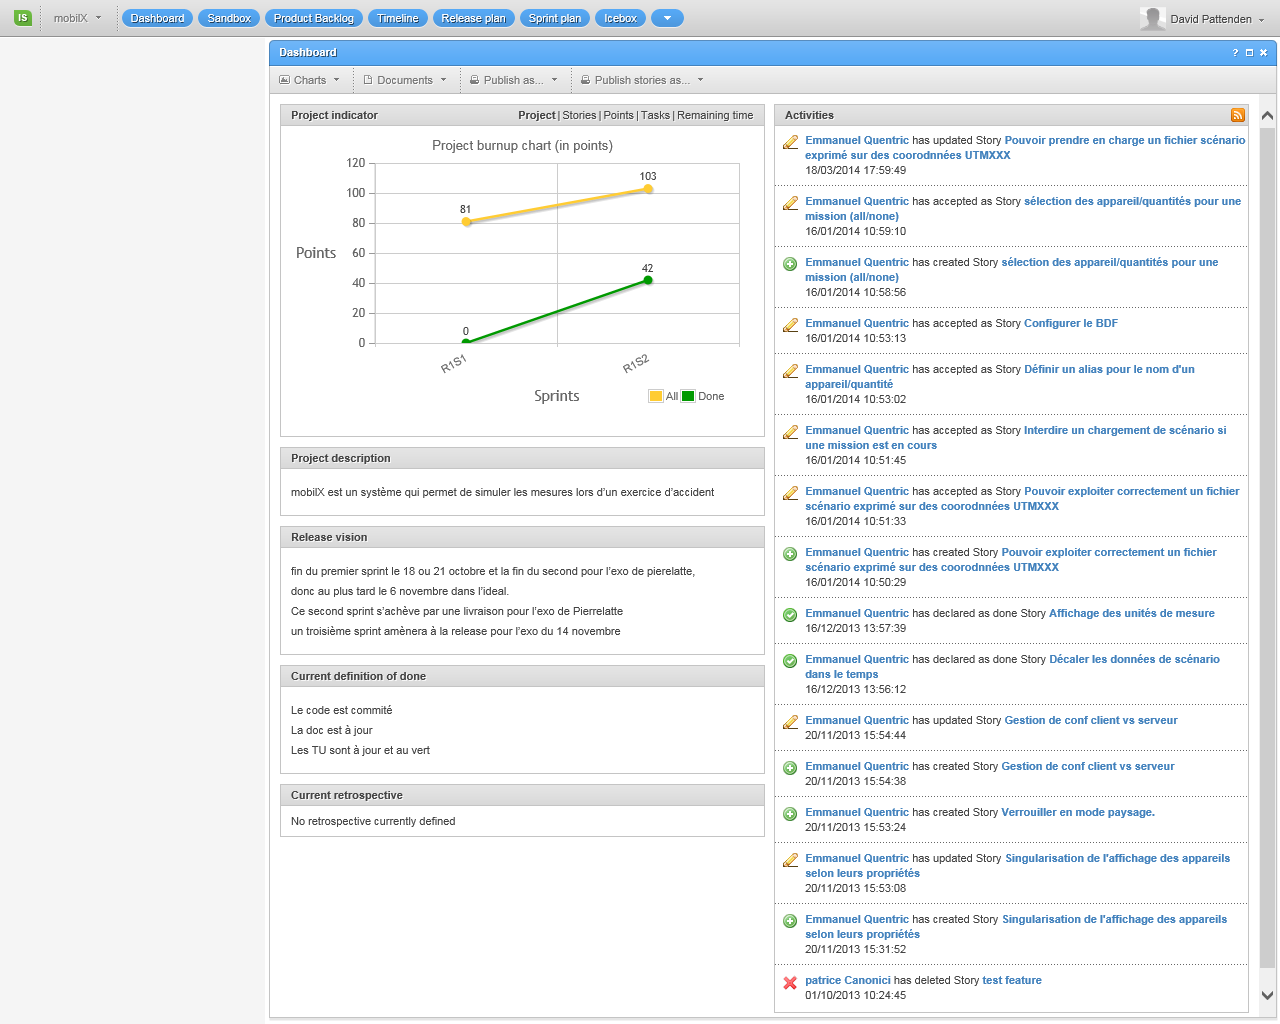 IS mobilX Dashboard Sandbox Product Backlog Timeline Release plan Sprint plan Icebox David Pattenden
Dashboard ?
Charts Documents Publish as... Publish stories as...
Project indicator Project | Stories | Points | Tasks | Remaining time
Project burnup chart (in points)
120
100
80
60
40
20
0
Points
81
103
0
42
R1S1
R1S2
Sprints
All Done
Project description
mobilX est un système qui permet de simuler les mesures lors d'un exercice d'accident
Release vision
fin du premier sprint le 18 ou 21 octobre et la fin du second pour l'exo de pierelatte,
donc au plus tard le 6 novembre dans l'ideal.
Ce second sprint s'achève par une livraison pour l'exo de Pierrelatte
un troisième sprint amènera à la release pour l'exo du 14 novembre
Current definition of done
Le code est commité
La doc est à jour
Les TU sont à jour et au vert
Current retrospective
No retrospective currently defined
Activities
Emmanuel Quentric has updated Story Pouvoir prendre en charge un fichier scénario
exprimé sur des coorodnnées UTMXXX
18/03/2014 17:59:49
Emmanuel Quentric has accepted as Story sélection des appareil/quantités pour une
mission (all/none)
16/01/2014 10:59:10
Emmanuel Quentric has created Story sélection des appareil/quantités pour une
mission (all/none)
16/01/2014 10:58:56
Emmanuel Quentric has accepted as Story Configurer le BDF
16/01/2014 10:53:13
Emmanuel Quentric has accepted as Story Définir un alias pour le nom d'un
appareil/quantité
16/01/2014 10:53:02
Emmanuel Quentric has accepted as Story Interdire un chargement de scénario si
une mission est en cours
16/01/2014 10:51:45
Emmanuel Quentric has accepted as Story Pouvoir exploiter correctement un fichier
scénario exprimé sur des coorodnnées UTMXXX
16/01/2014 10:51:33
Emmanuel Quentric has created Story Pouvoir exploiter correctement un fichier
scénario exprimé sur des coorodnnées UTMXXX
16/01/2014 10:50:29
Emmanuel Quentric has declared as done Story Affichage des unités de mesure
16/12/2013 13:57:39
Emmanuel Quentric has declared as done Story Décaler les données de scénario
dans le temps
16/12/2013 13:56:12
Emmanuel Quentric has updated Story Gestion de conf client vs serveur
20/11/2013 15:54:44
Emmanuel Quentric has created Story Gestion de conf client vs serveur
20/11/2013 15:54:38
Emmanuel Quentric has created Story Verrouiller en mode paysage.
20/11/2013 15:53:24
Emmanuel Quentric has updated Story Singularisation de l'affichage des appareils
selon leurs propriétés
20/11/2013 15:53:08
Emmanuel Quentric has created Story Singularisation de l'affichage des appareils
selon leurs propriétés
20/11/2013 15:31:52
patrice Canonici has deleted Story test feature
01/10/2013 10:24:45